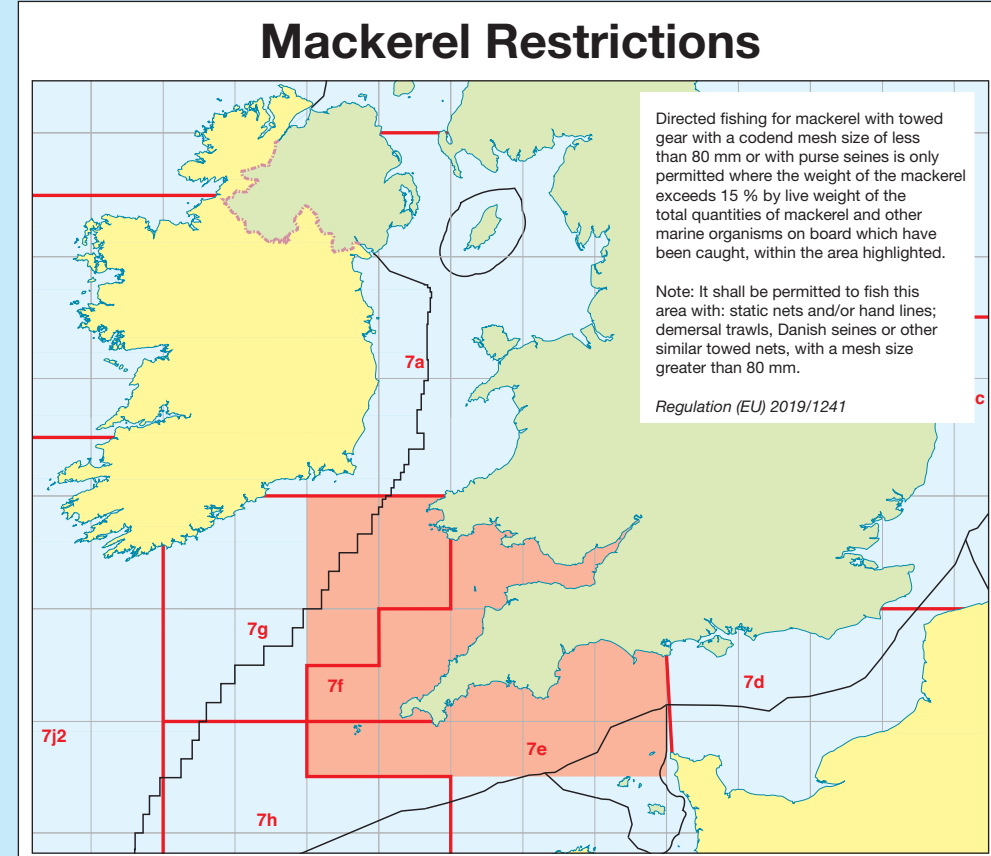 Mackerel Restrictions
Directed fishing for mackerel with towed
gear with a codend mesh size of less
than 80 mm or with purse seines is only
permitted where the weight of the mackerel
exceeds 15 % by live weight of the
total quantities of mackerel and other
marine organisms on board which have
been caught, within the area highlighted.
Note: It shall be permitted to fish this
area with: static nets and/or hand lines;
demersal trawls, Danish seines or other
similar towed nets, with a mesh size
greater than 80 mm.
Regulation (EU) 2019/1241
7a
c
7g
7f
7d
7j2
7e
7h